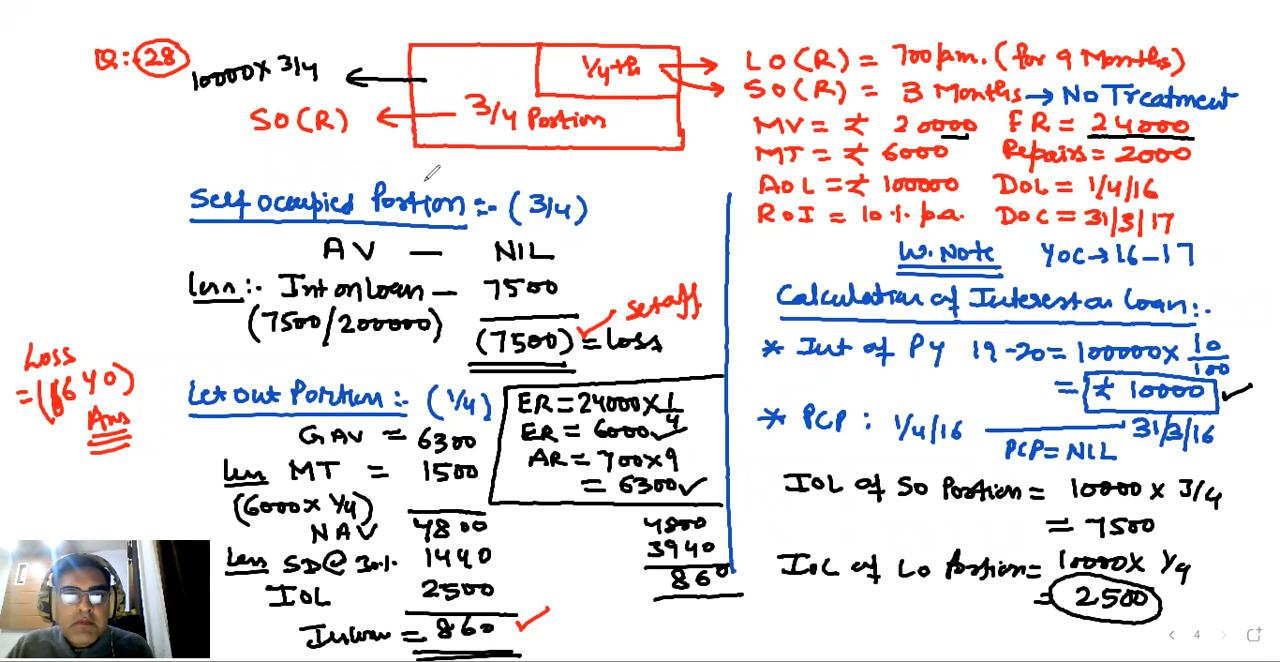 Q: 28
10000 x 3/4
1/4th
3/4 Portion
SO(R)
LO(R) = 700 p.m. (for 9 Months)
SO(R) = 3 Months → No Treatment
MV = ₹ 20000 FR = 24000
MT = ₹ 6000 Repairs = 2000
AOL = ₹ 100000 DOL = 1/4/16
ROI = 10% p.a. DOC = 31/3/17
Self occupied Portion :- (3/4)
AV — NIL
Less :- Int on loan — 7500
(7500/200000)
(7500) = Loss
set off
Loss
= (6640)
Ans
Let out Portion :- (1/4)
GAV = 6300
Less MT = 1500
(6000 x 1/4)
NAV 4800
Less SD @ 30% 1440
IOL 2500
Income = 860
ER = 24000 x 1/4
ER = 6000
AR = 700 x 9
= 6300
4800
3940
860
W. Note YOC → 16-17
Calculation of Interest on Loan :-
* Int of PY 19-20 = 100000 x 10/100
= ₹ 10000
* PCP : 1/4/16 31/3/16
PCP = NIL
IOL of SO Portion = 10000 x 3/4
= 7500
IOL of LO Portion = 10000 x 1/4
= 2500
4